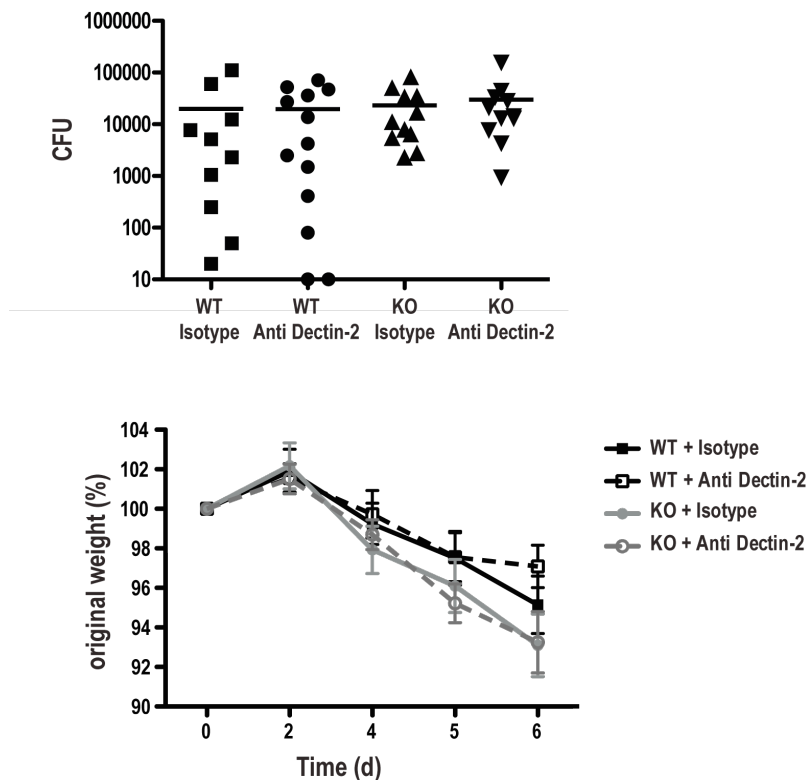 1000000
100000
10000
1000
100
10
CFU
WT
Isotype
WT
Anti Dectin-2
KO
Isotype
KO
Anti Dectin-2
104
102
100
98
96
94
92
90
original weight (%)
0
2
4
5
6
Time (d)
WT + Isotype
WT + Anti Dectin-2
KO + Isotype
KO + Anti Dectin-2